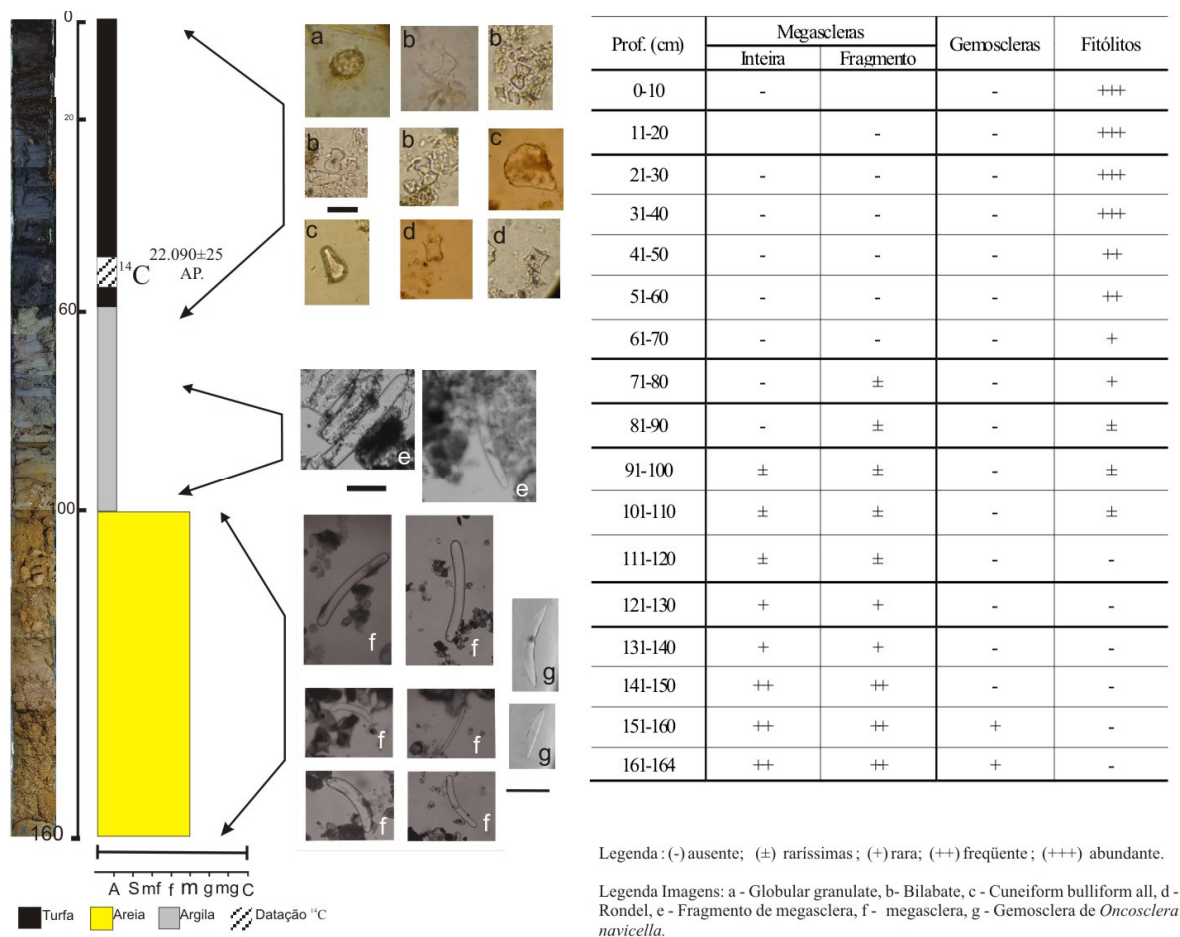 0
20
60
100
160
14C
22.090±25
AP.
A S mf f m g mg C
Turfa Areia Argila Datação 14C
a b b
b b c
c d d
e e
f f
g
f f
g
f f
Prof. (cm) Megascleras Gemoscleras Fitólitos
Inteira Fragmento
0-10 - - +++
11-20 - - +++
21-30 - - - +++
31-40 - - - +++
41-50 - - - ++
51-60 - - - ++
61-70 - - - +
71-80 - ± - +
81-90 - ± - ±
91-100 ± ± - ±
101-110 ± ± - ±
111-120 ± ± - -
121-130 + + - -
131-140 + + - -
141-150 ++ ++ - -
151-160 ++ ++ + -
161-164 ++ ++ + -
Legenda : (-) ausente; (±) raríssimas ; (+) rara; (++) freqüente ; (+++) abundante.
Legenda Imagens: a - Globular granulate, b- Bilabate, c - Cuneiform bulliform all, d -
Rondel, e - Fragmento de megasclera, f - megasclera, g - Gemosclera de Oncosclera
navicella.